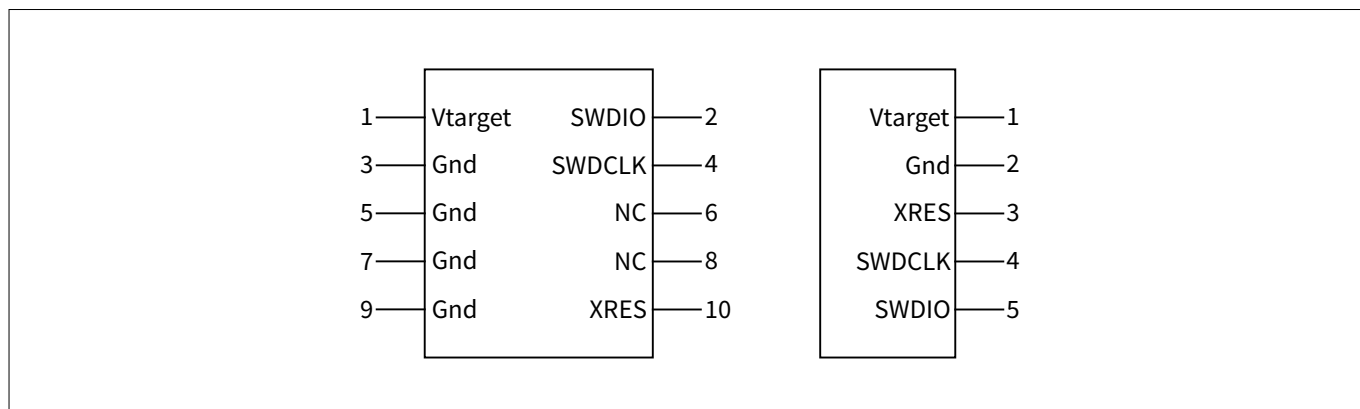 1 Vtarget SWDIO 2 Vtarget 1
3 Gnd SWDCLK 4 Gnd 2
5 Gnd NC 6 XRES 3
7 Gnd NC 8 SWDCLK 4
9 Gnd XRES 10 SWDIO 5